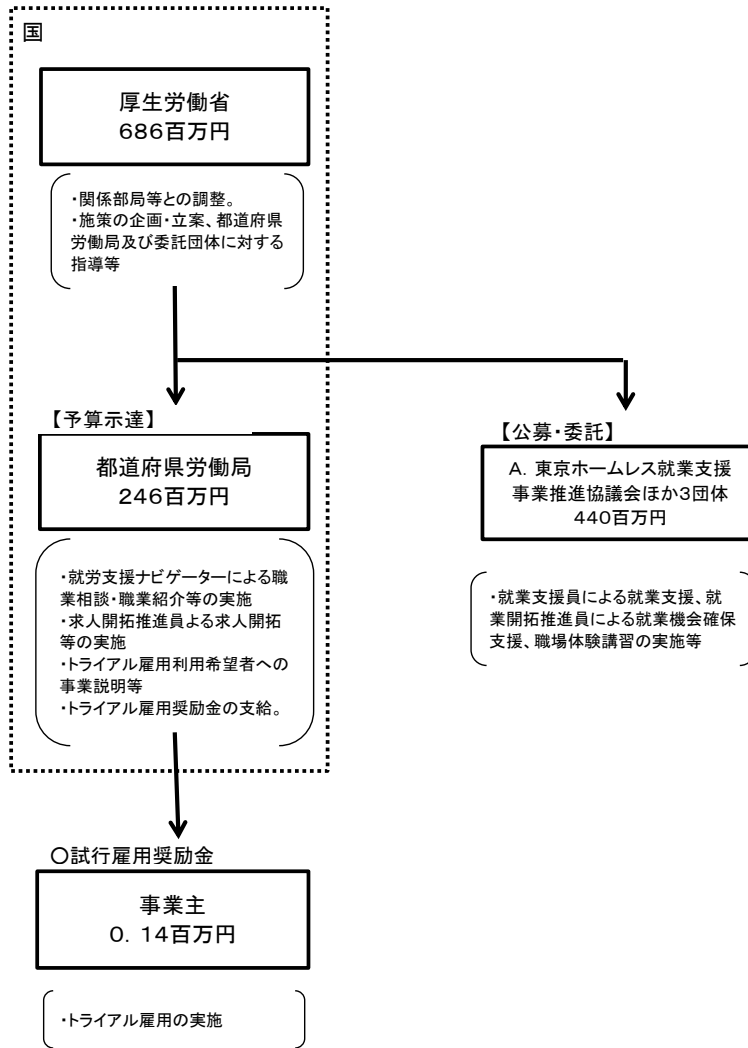 国
厚生労働省
686百万円
・関係部局等との調整。
・施策の企画・立案、都道府県
労働局及び委託団体に対する
指導等
【予算示達】
都道府県労働局
246百万円
・就労支援ナビゲーターによる職
業相談・職業紹介等の実施
・求人開拓推進員よる求人開拓
等の実施
・トライアル雇用利用希望者への
事業説明等
・トライアル雇用奨励金の支給。
【公募・委託】
A. 東京ホームレス就業支援
事業推進協議会ほか3団体
440百万円
・就業支援員による就業支援、就
業開拓推進員による就業機会確保
支援、職場体験講習の実施等
○試行雇用奨励金
事業主
0. 14百万円
・トライアル雇用の実施